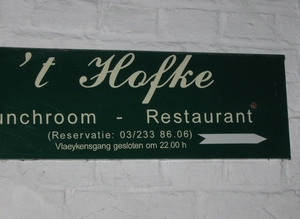 't Hofke
unchroom - Restaurant
(Reservatie: 03/233 86.06)
Vlaeykensgang gesloten om 22.00 h